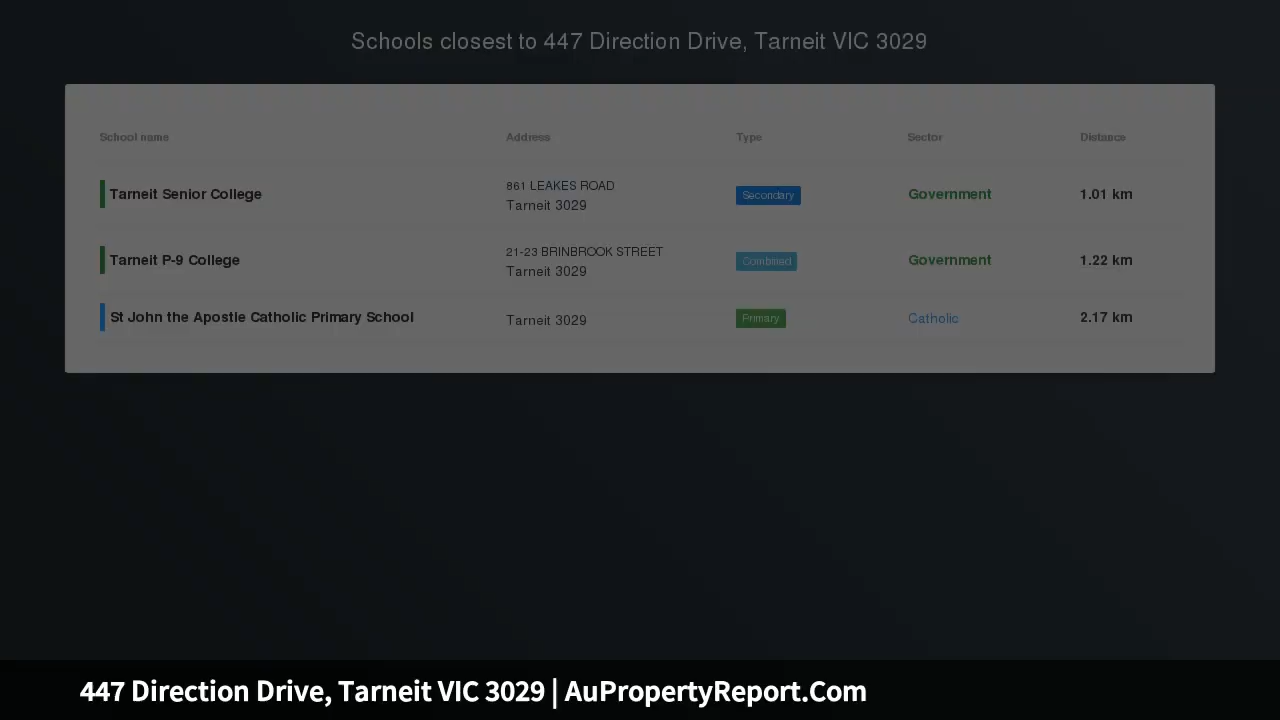 Schools closest to 447 Direction Drive, Tarneit VIC 3029
School name Address Type Sector Distance
Tarneit Senior College 861 LEAKES ROAD Tarneit 3029 Secondary Government 1.01 km
Tarneit P-9 College 21-23 BRINBROOK STREET Tarneit 3029 Combined Government 1.22 km
St John the Apostle Catholic Primary School Tarneit 3029 Primary Catholic 2.17 km
447 Direction Drive, Tarneit VIC 3029 | AuPropertyReport.Com